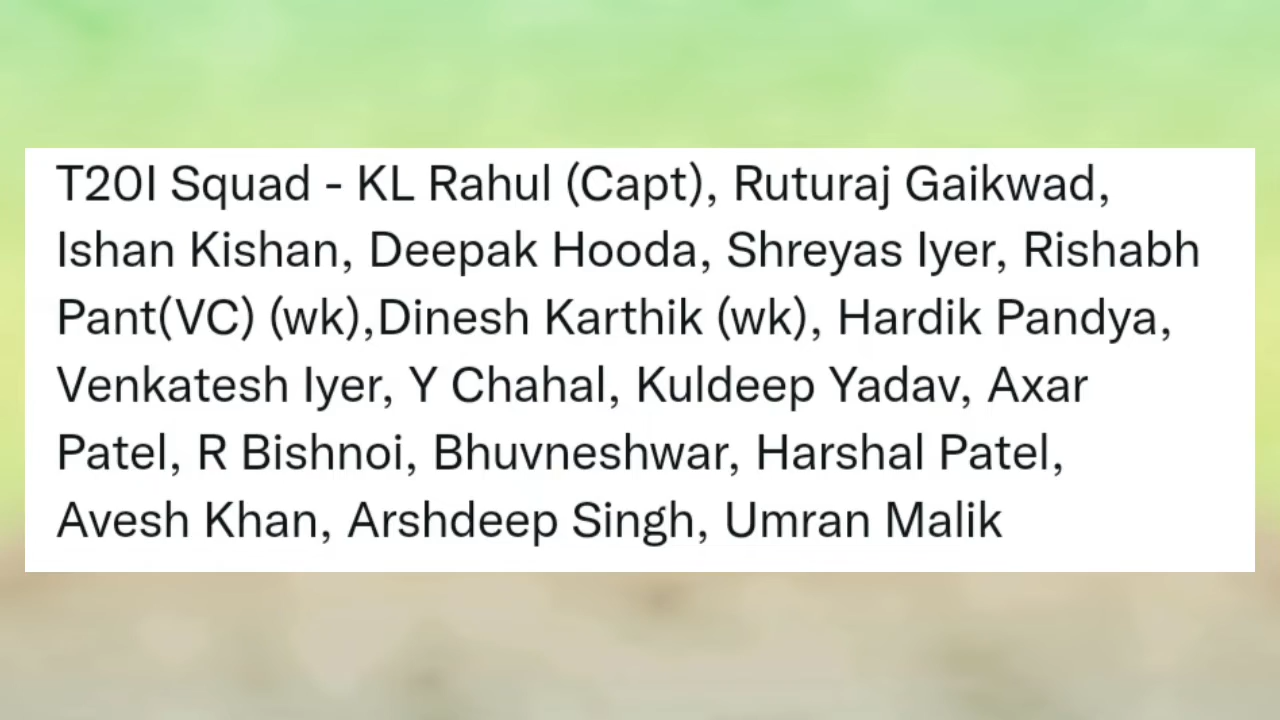 T20I Squad - KL Rahul (Capt), Ruturaj Gaikwad,
Ishan Kishan, Deepak Hooda, Shreyas Iyer, Rishabh
Pant(VC) (wk),Dinesh Karthik (wk), Hardik Pandya,
Venkatesh Iyer, Y Chahal, Kuldeep Yadav, Axar
Patel, R Bishnoi, Bhuvneshwar, Harshal Patel,
Avesh Khan, Arshdeep Singh, Umran Malik